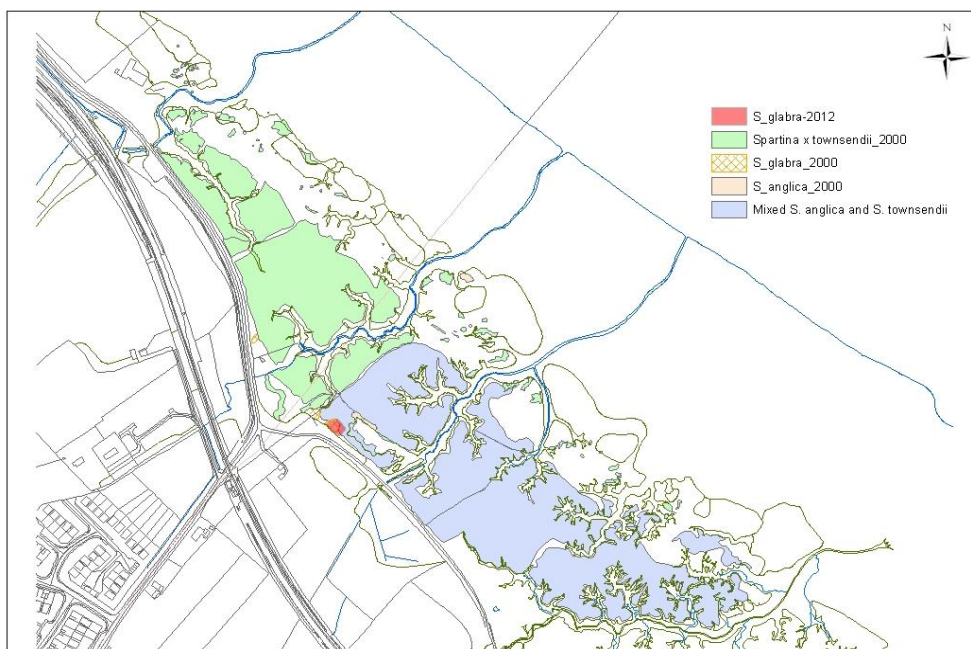 N
S_glabra-2012
Spartina x townsendii_2000
S_glabra_2000
S_anglica_2000
Mixed S. anglica and S. townsendii